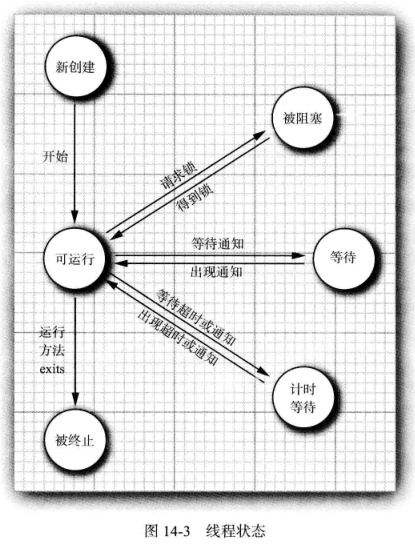 新创建
被阻塞
开始
请求锁
得到锁
可运行
等待通知
出现通知
等待
等待超时或通知
出现超时或通知
运行
方法
exits
计时
等待
被终止
图 14-3 线程状态